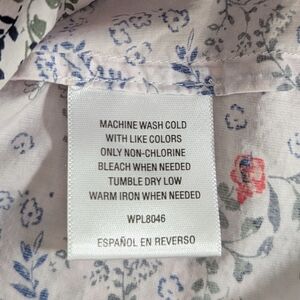 MACHINE WASH COLD
WITH LIKE COLORS
ONLY NON-CHLORINE
BLEACH WHEN NEEDED
TUMBLE DRY LOW
WARM IRON WHEN NEEDED
WPL8046
ESPAÑOL EN REVERSO